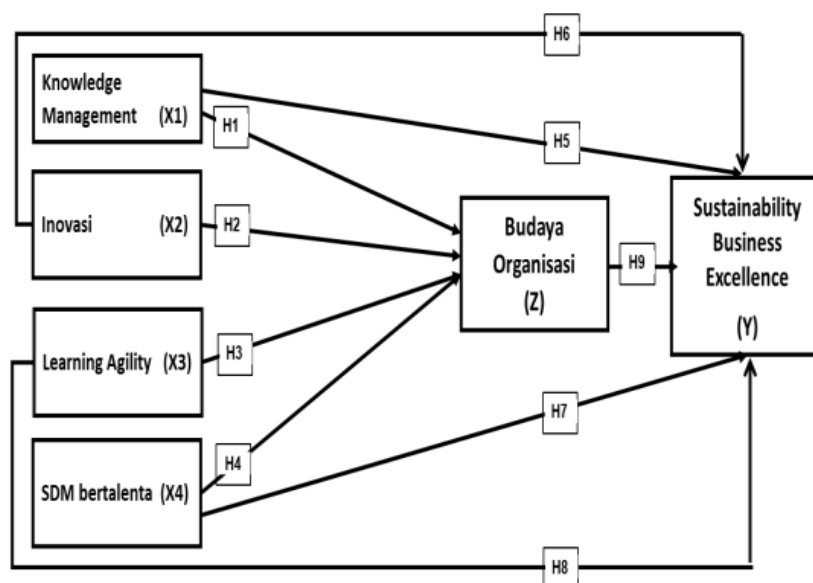 H6
Knowledge
Management (X1)
H1
H5
Inovasi (X2)
H2
Budaya
Organisasi
(Z)
H9
Sustainability
Business
Excellence
(Y)
Learning Agility (X3)
H3
H7
SDM bertalenta (X4)
H4
H8